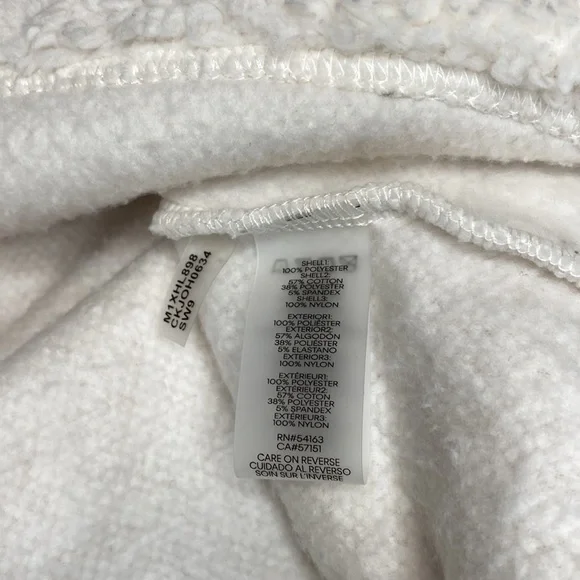 M1XHL898
CKJOH0634
SW9
SHELL1:
100% POLYESTER
SHELL2:
57% COTTON
38% POLYESTER
5% SPANDEX
SHELL3:
100% NYLON
EXTERIOR1:
100% POLIÉSTER
EXTERIOR2:
57% ALGODÓN
38% POLIÉSTER
5% ELASTANO
EXTERIOR3:
100% NYLON
EXTÉRIEUR1:
100% POLYESTER
EXTÉRIEUR2:
57% COTON
38% POLYESTER
5% SPANDEX
EXTÉRIEUR3:
100% NYLON
RN#54163
CA#57151
CARE ON REVERSE
CUIDADO AL REVERSO
SOIN SUR L'INVERSE